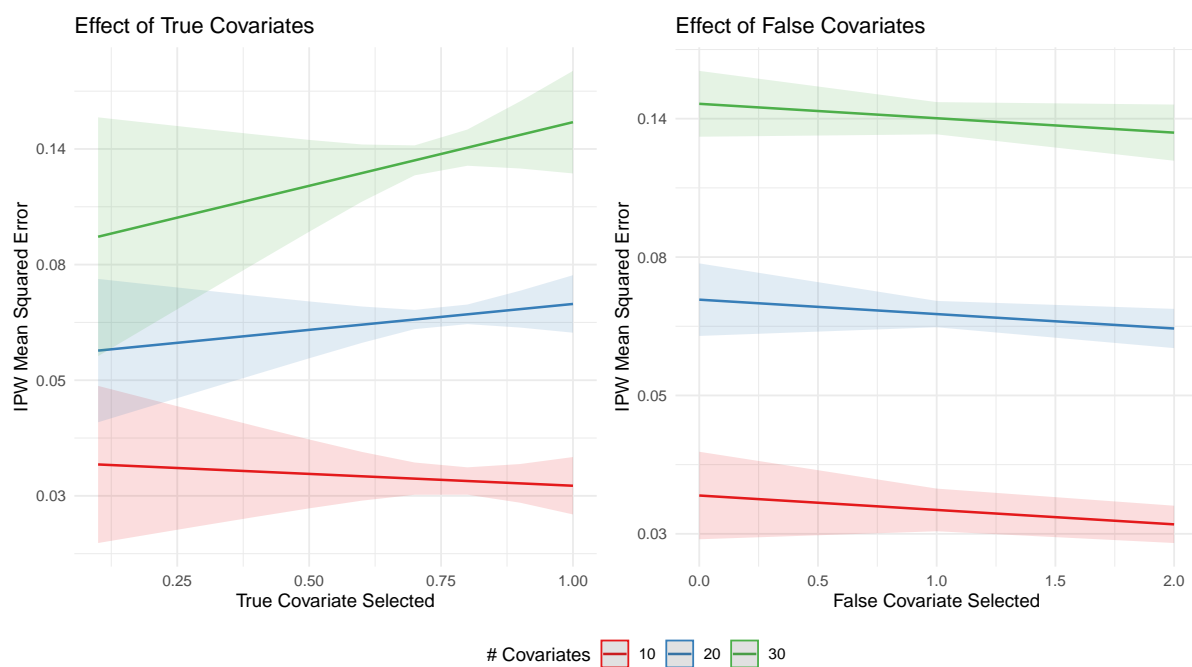 Effect of True Covariates
IPW Mean Squared Error
0.14
0.08
0.05
0.03
0.25
0.50
0.75
1.00
True Covariate Selected
Effect of False Covariates
IPW Mean Squared Error
0.14
0.08
0.05
0.03
0.0
0.5
1.0
1.5
2.0
False Covariate Selected
# Covariates 10 20 30